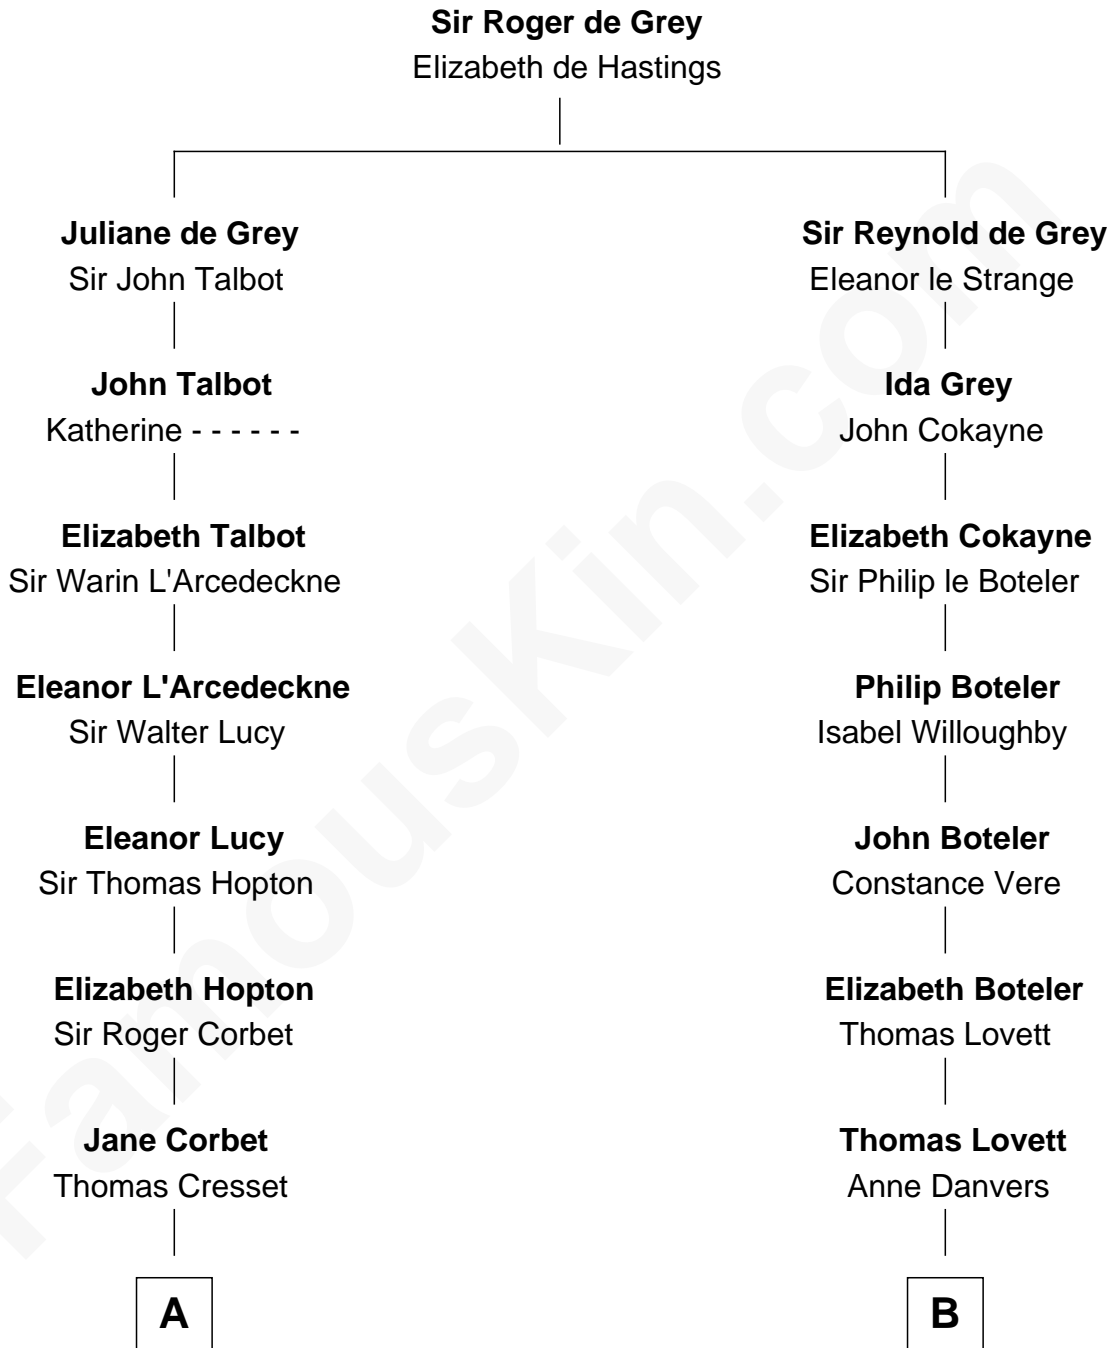 Sir Roger de Grey
Elizabeth de Hastings
Juliane de Grey
Sir John Talbot
Sir Reynold de Grey
Eleanor le Strange
John Talbot
Katherine - - - - - -
Ida Grey
John Cokayne
Elizabeth Talbot
Sir Warin L'Arcedeckne
Elizabeth Cokayne
Sir Philip le Boteler
Eleanor L'Arcedeckne
Sir Walter Lucy
Philip Boteler
Isabel Willoughby
Eleanor Lucy
Sir Thomas Hopton
John Boteler
Constance Vere
Elizabeth Hopton
Sir Roger Corbet
Elizabeth Boteler
Thomas Lovett
Jane Corbet
Thomas Cresset
Thomas Lovett
Anne Danvers
A
B
FamousKin.com